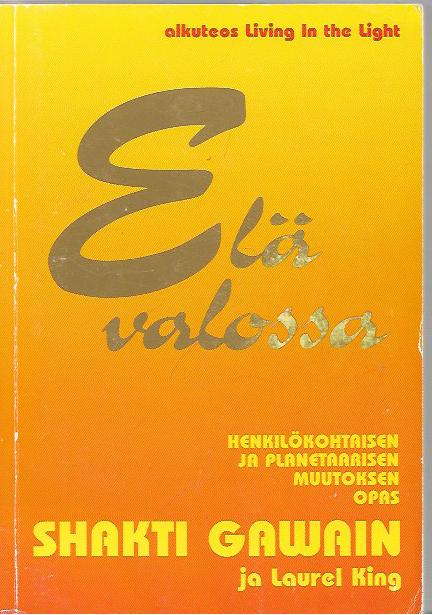 alkuteos Living In the Light
Elä
valossa
HENKILÖKOHTAISEN
JA PLANETAARISEN
MUUTOKSEN
OPAS
SHAKTI GAWAIN
ja Laurel King